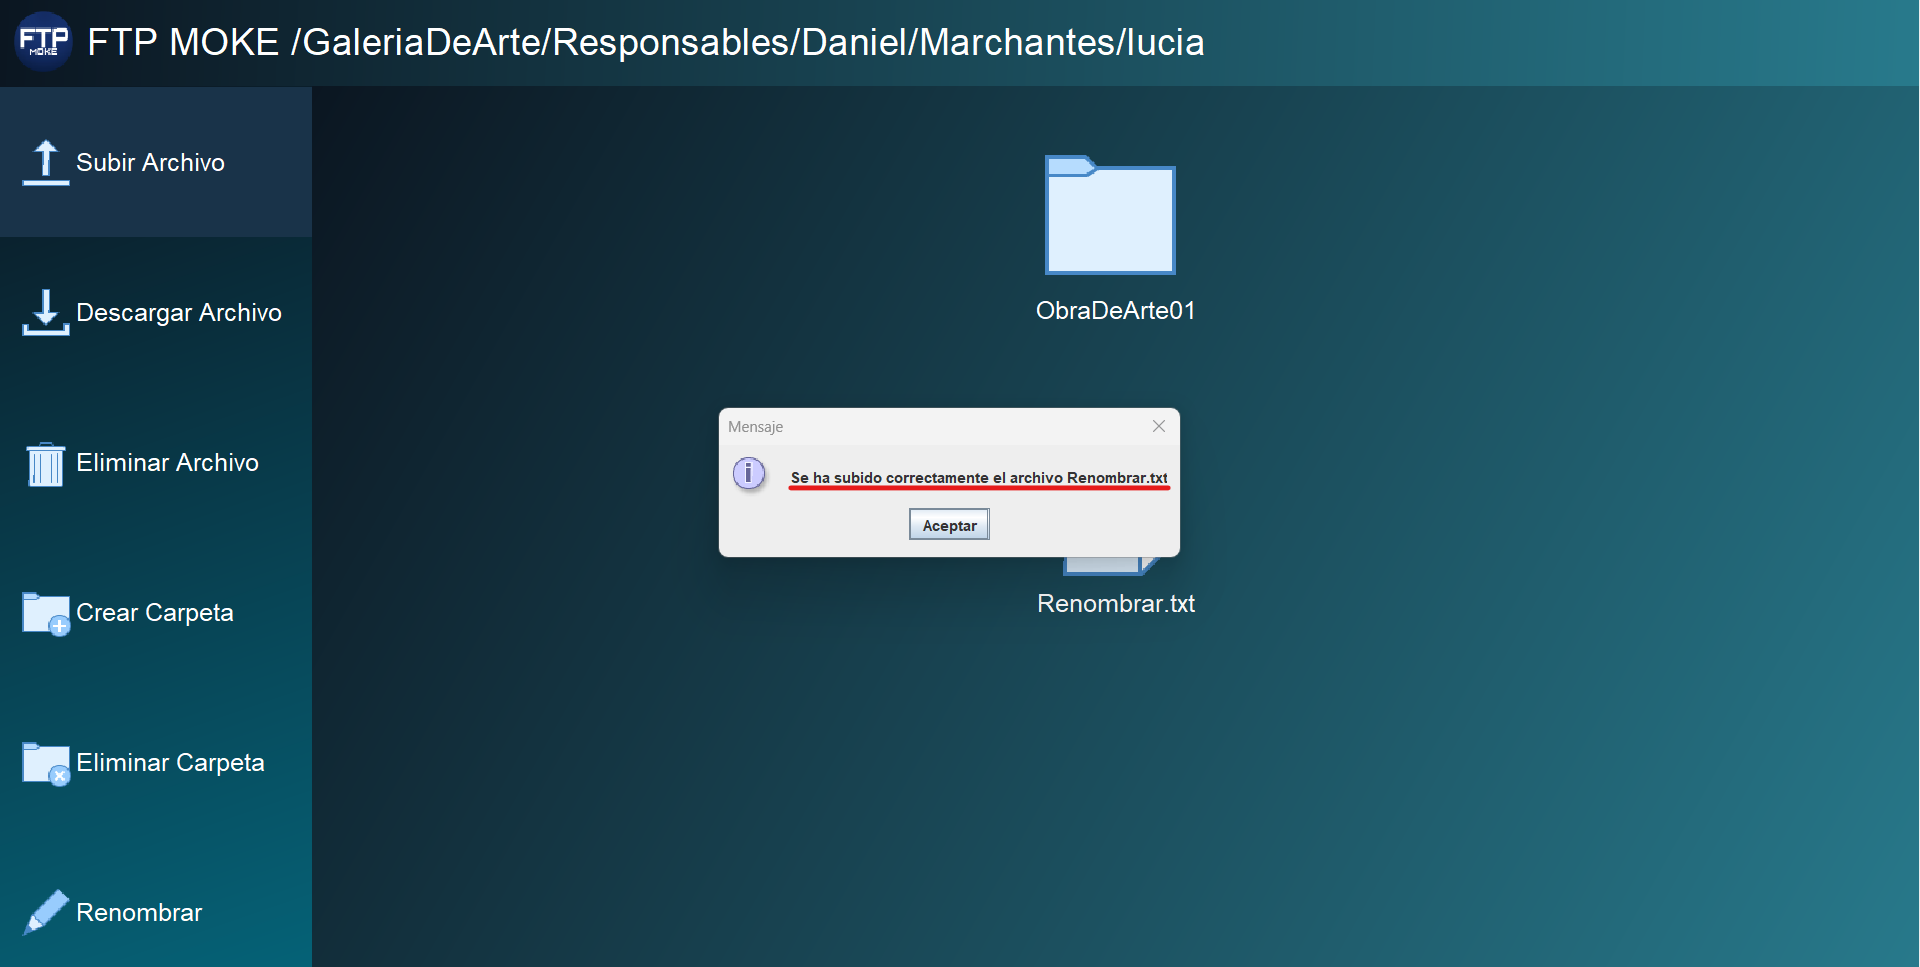 FTP
MOKE
FTP MOKE /GaleriaDeArte/Responsables/Daniel/Marchantes/lucia
Subir Archivo
Descargar Archivo
Eliminar Archivo
Crear Carpeta
Eliminar Carpeta
Renombrar
ObraDeArte01
Mensaje
Se ha subido correctamente el archivo Renombrar.txt
Aceptar
Renombrar.txt